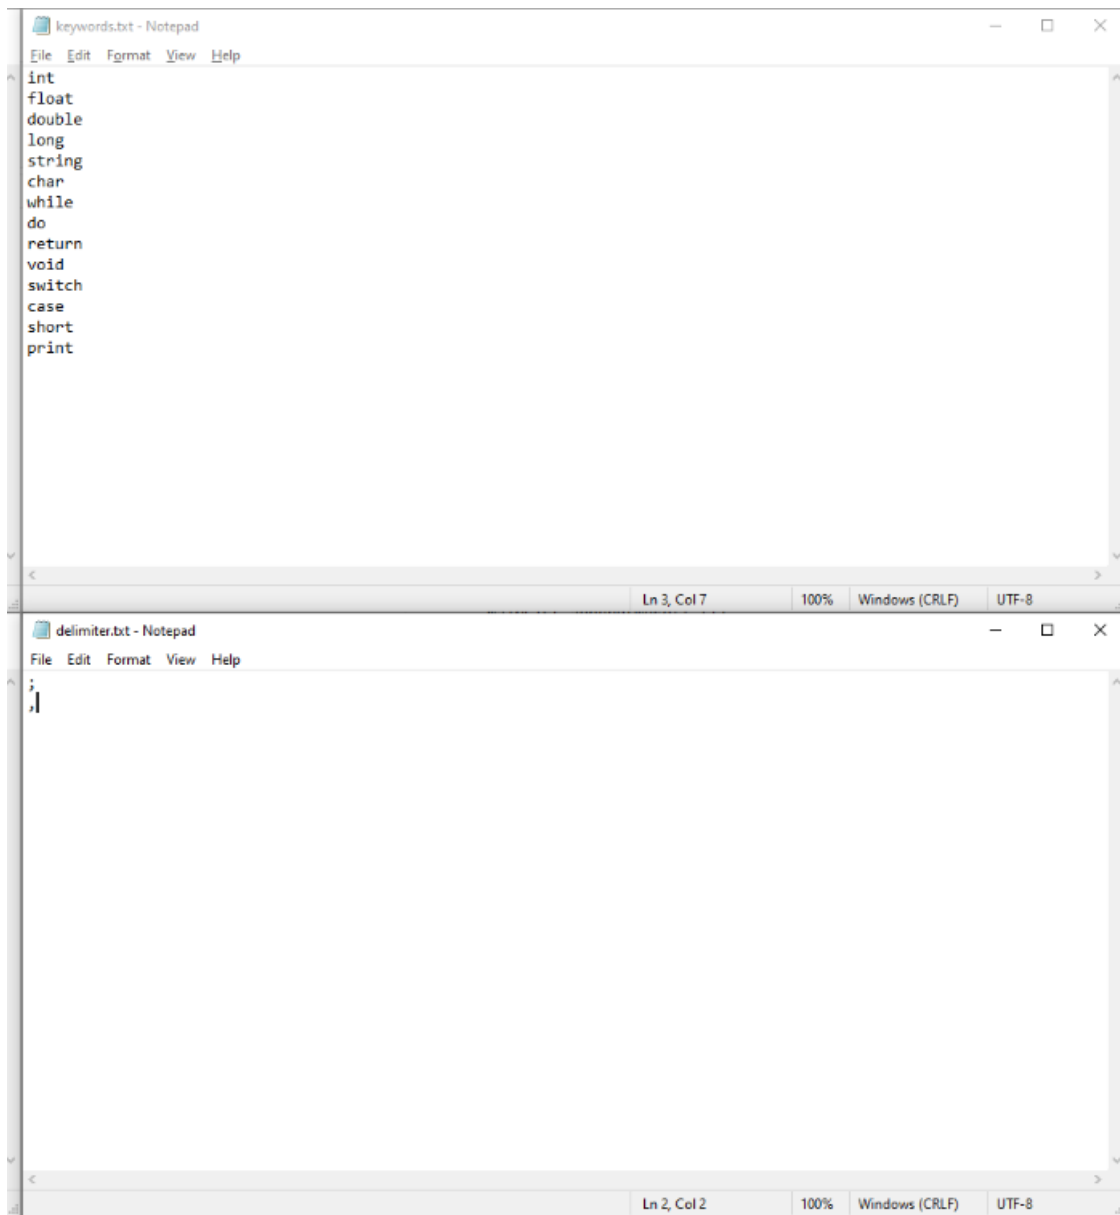 keywords.txt - Notepad
File Edit Format View Help
int
float
double
long
string
char
while
do
return
void
switch
case
short
print
Ln 3, Col 7 100% Windows (CRLF) UTF-8
delimiter.txt - Notepad
File Edit Format View Help
;
,
Ln 2, Col 2 100% Windows (CRLF) UTF-8